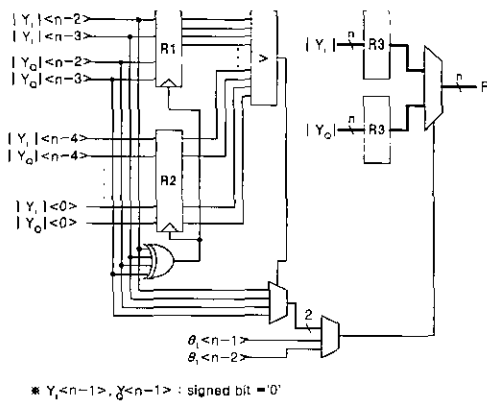 |Y_I|<n-2>
|Y_I|<n-3>
|Y_Q|<n-2>
|Y_Q|<n-3>
R1
>
|Y_I|<n-4>
|Y_Q|<n-4>
R2
|Y_I|<0>
|Y_Q|<0>
|Y_I| n R3
|Y_Q| n R3
n
2
θ_I<n-1>
θ_I<n-2>
※ Y_I<n-1>, Y_Q<n-1> : signed bit ='0'